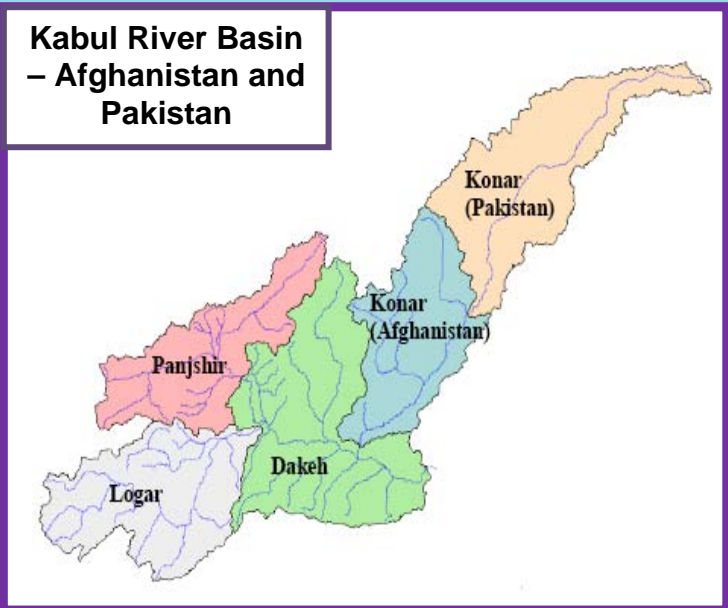 Kabul River Basin
– Afghanistan and
Pakistan
Konar
(Pakistan)
Konar
(Afghanistan)
Panjshir
Dakeh
Logar